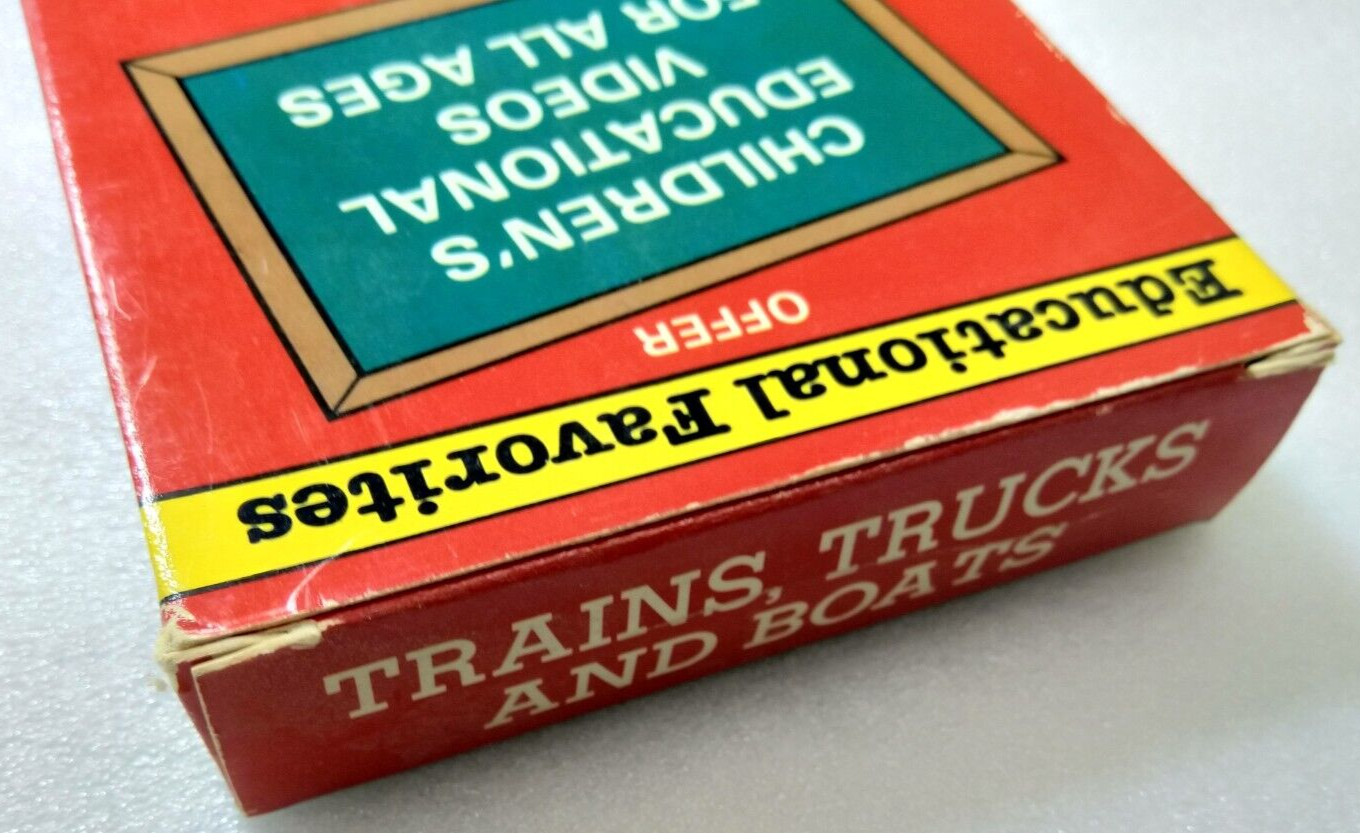 Educational Favorites
OFFER
CHILDREN'S
EDUCATIONAL
VIDEOS
FOR ALL AGES
TRAINS, TRUCKS
AND BOATS